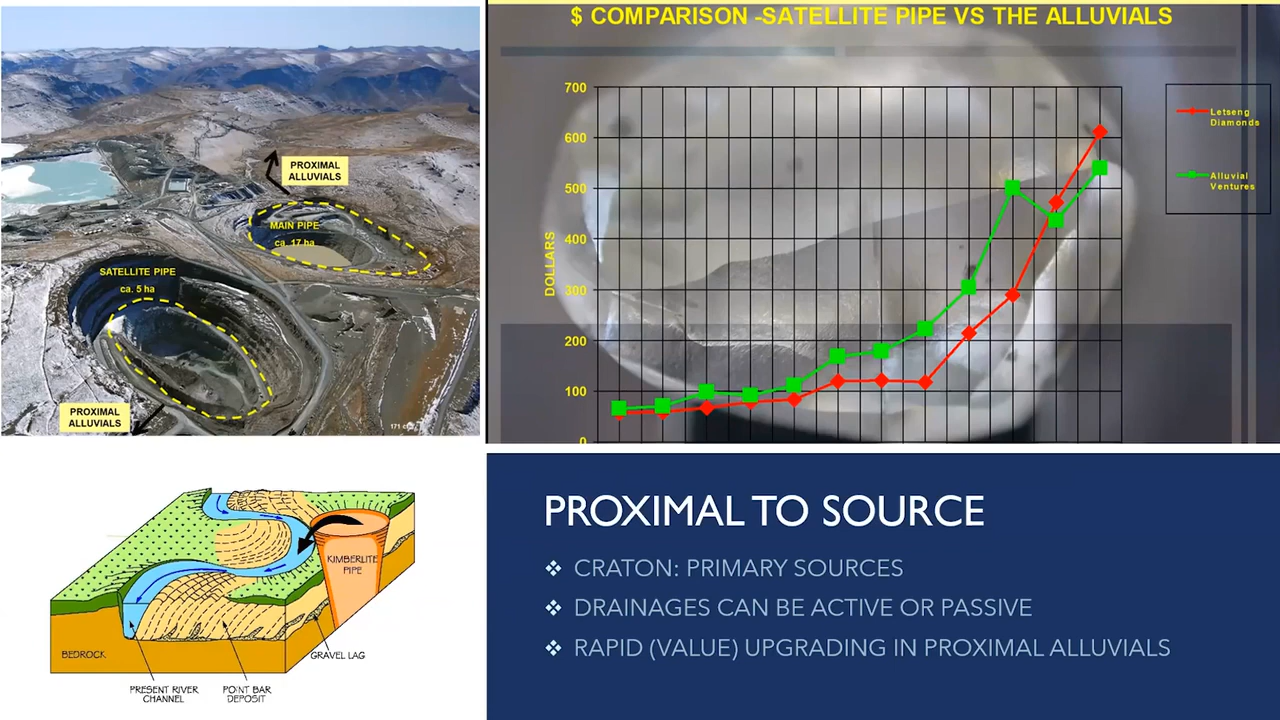 PROXIMAL
ALLUVIALS
MAIN PIPE
ca. 17 ha
SATELLITE PIPE
ca. 5 ha
PROXIMAL
ALLUVIALS
$ COMPARISON -SATELLITE PIPE VS THE ALLUVIALS
700
600
500
400
300
200
100
0
DOLLARS
Letseng
Diamonds
Alluvial
Ventures
KIMBERLITE
PIPE
BEDROCK
GRAVEL LAG
PRESENT RIVER
CHANNEL
POINT BAR
DEPOSIT
PROXIMAL TO SOURCE
❖ CRATON: PRIMARY SOURCES
❖ DRAINAGES CAN BE ACTIVE OR PASSIVE
❖ RAPID (VALUE) UPGRADING IN PROXIMAL ALLUVIALS